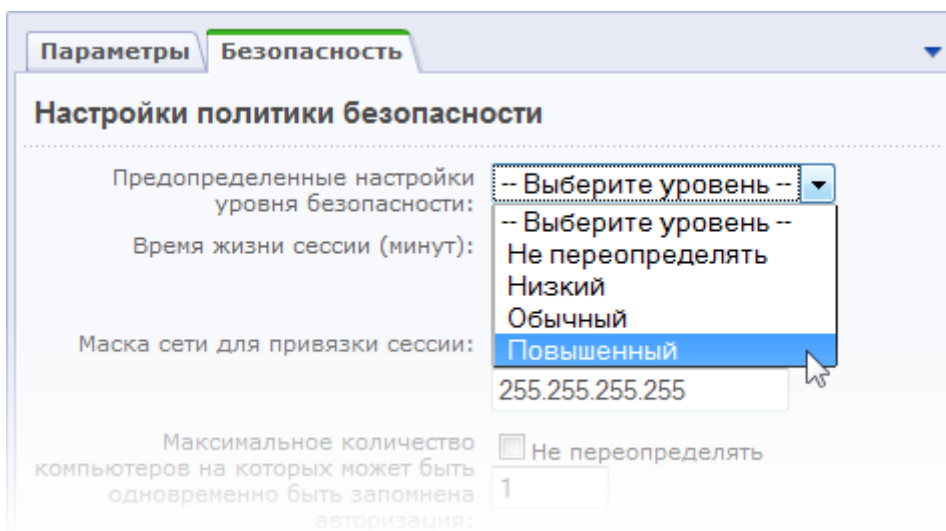 Параметры Безопасность
Настройки политики безопасности
Предопределенные настройки
уровня безопасности:
-- Выберите уровень --
-- Выберите уровень --
Не переопределять
Низкий
Обычный
Повышенный
Время жизни сессии (минут):
Маска сети для привязки сессии:
255.255.255.255
Максимальное количество
компьютеров на которых может быть
одновременно быть запомнена
авторизация:
Не переопределять
1